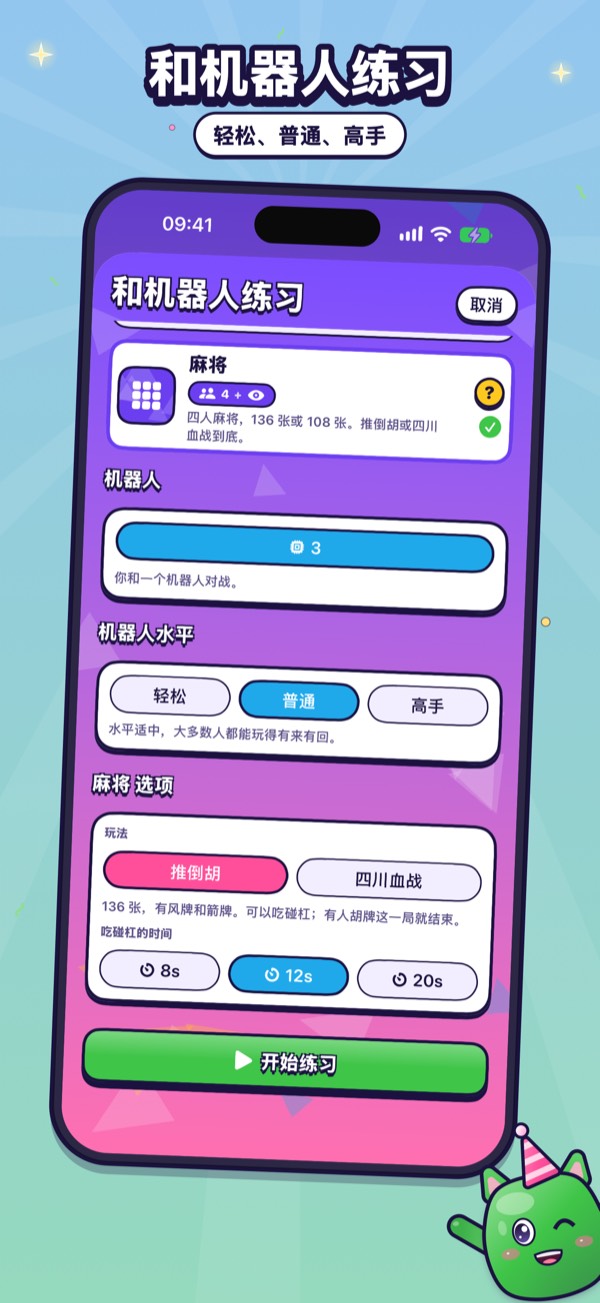 和机器人练习
轻松、普通、高手
09:41
和机器人练习
取消
麻将
4 +
?
四人麻将，136 张或 108 张。推倒胡或四川
血战到底。
机器人
3
你和一个机器人对战。
机器人水平
轻松
普通
高手
水平适中，大多数人都能玩得有来有回。
麻将 选项
玩法
推倒胡
四川血战
136 张，有风牌和箭牌。可以吃碰杠；有人胡牌这一局就结束。
吃碰杠的时间
8s
12s
20s
开始练习